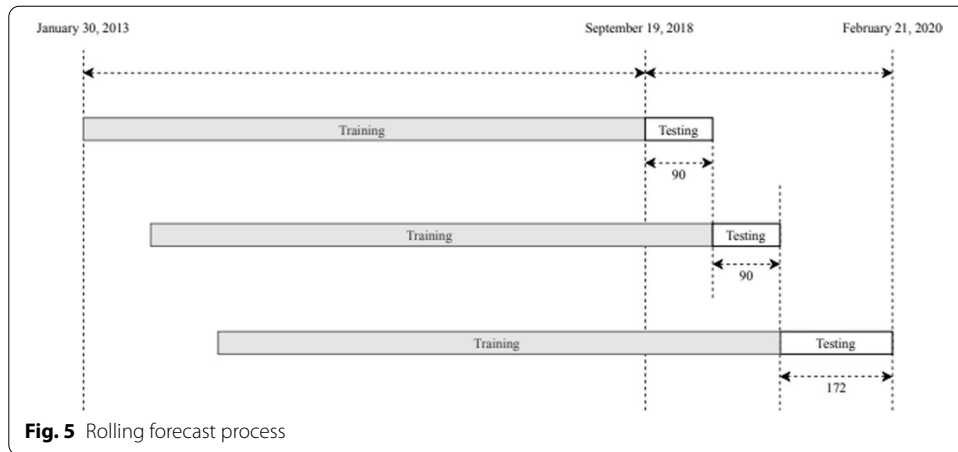 January 30, 2013 September 19, 2018 February 21, 2020
Training Testing
90
Training Testing
90
Training Testing
172
Fig. 5 Rolling forecast process